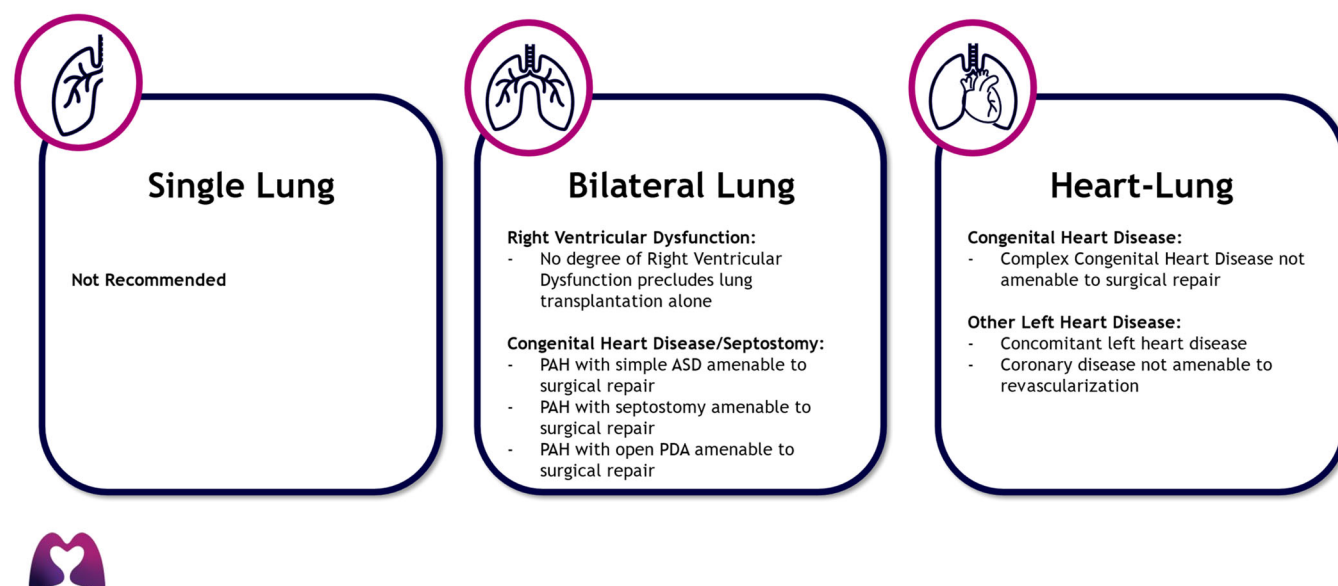 Single Lung
Not Recommended
Bilateral Lung
Right Ventricular Dysfunction:
- No degree of Right Ventricular
Dysfunction precludes lung
transplantation alone
Congenital Heart Disease/Septostomy:
- PAH with simple ASD amenable to
surgical repair
- PAH with septostomy amenable to
surgical repair
- PAH with open PDA amenable to
surgical repair
Heart-Lung
Congenital Heart Disease:
- Complex Congenital Heart Disease not
amenable to surgical repair
Other Left Heart Disease:
- Concomitant left heart disease
- Coronary disease not amenable to
revascularization